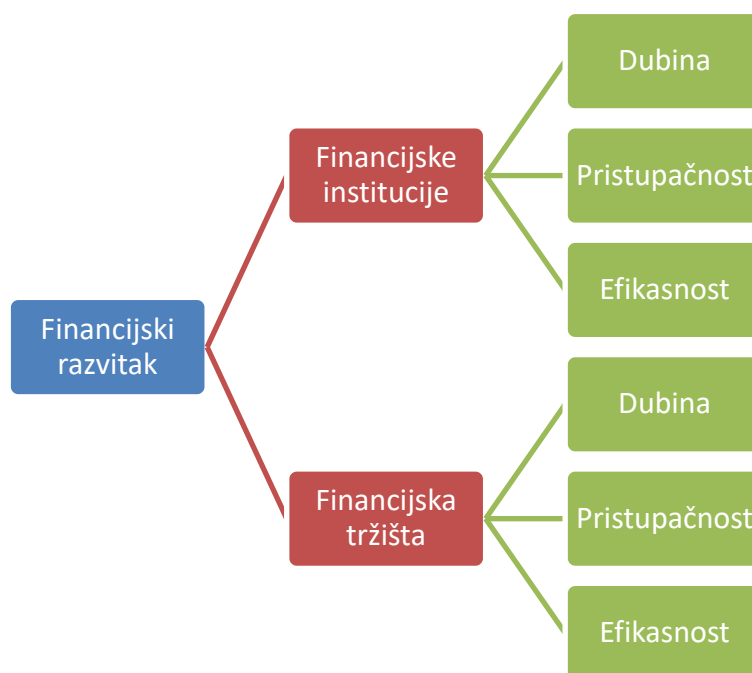 Financijski
razvitak
Financijske
institucije
Dubina
Pristupačnost
Efikasnost
Financijska
tržišta
Dubina
Pristupačnost
Efikasnost